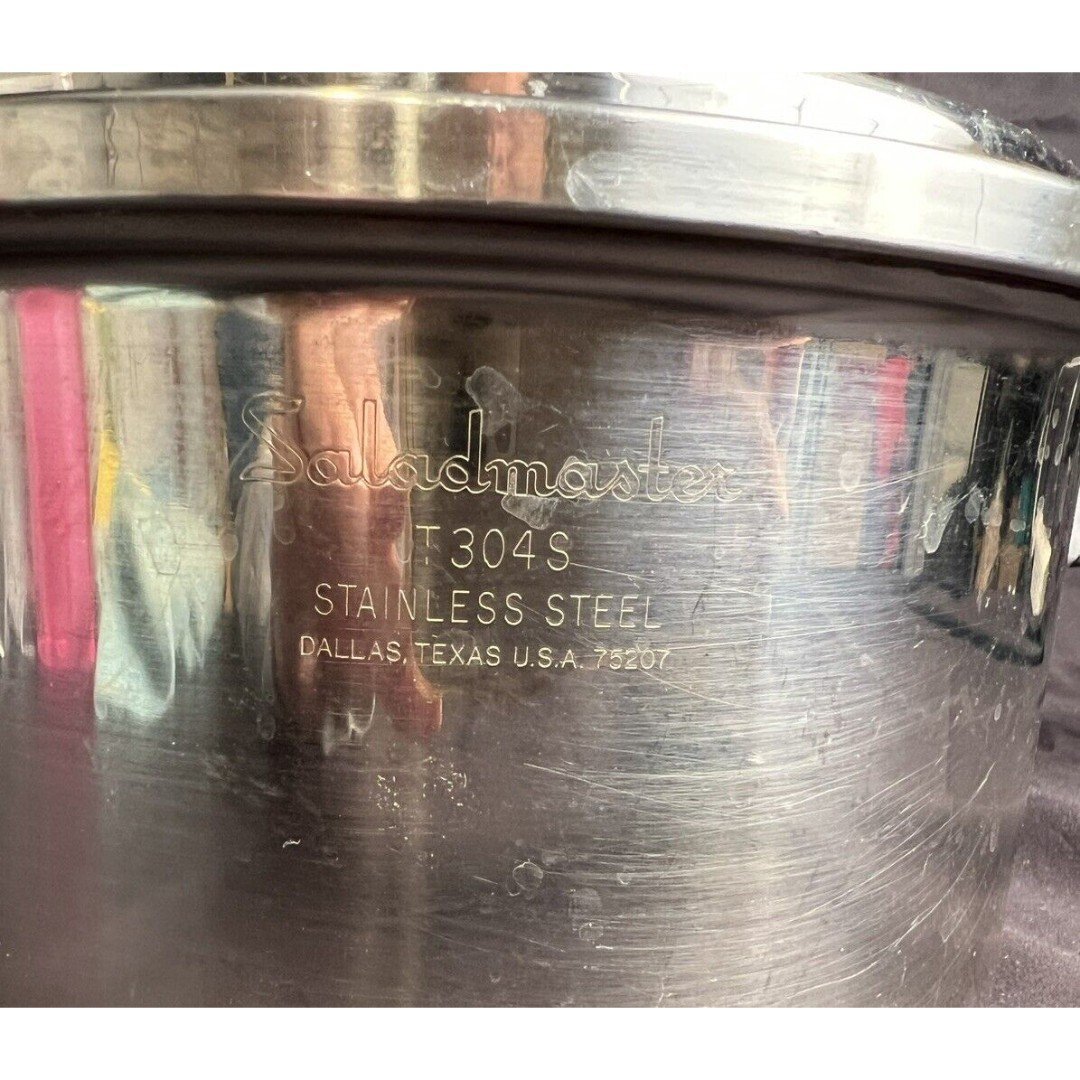 Saladmaster
T304S
STAINLESS STEEL
DALLAS, TEXAS U.S.A. 75207